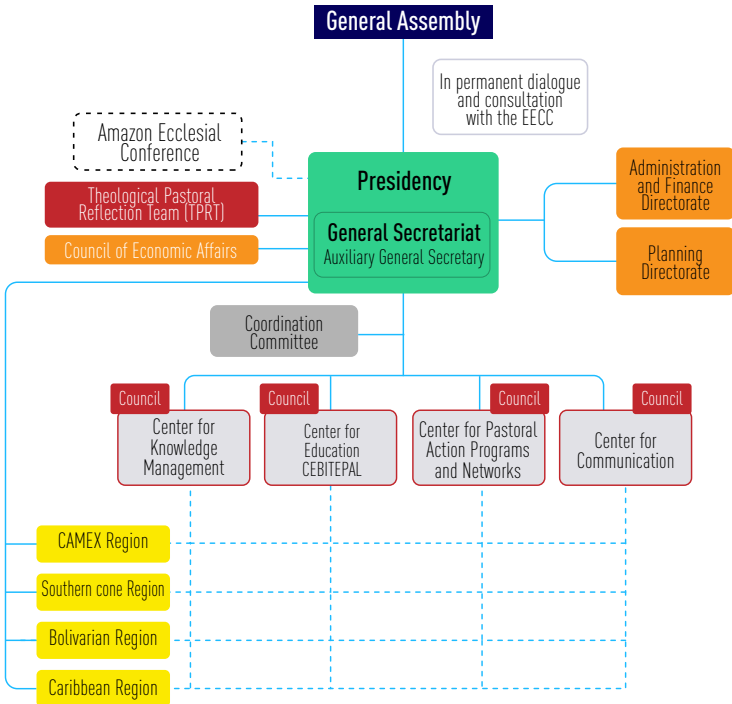 General Assembly
In permanent dialogue
and consultation
with the EECC
Amazon Ecclesial
Conference
Theological Pastoral
Reflection Team (TPRT)
Council of Economic Affairs
Presidency
General Secretariat
Auxiliary General Secretary
Administration
and Finance
Directorate
Planning
Directorate
Coordination
Committee
Council
Center for
Knowledge
Management
Council
Center for
Education
CEBITEPAL
Council
Center for Pastoral
Action Programs
and Networks
Council
Center for
Communication
CAMEX Region
Southern cone Region
Bolivarian Region
Caribbean Region